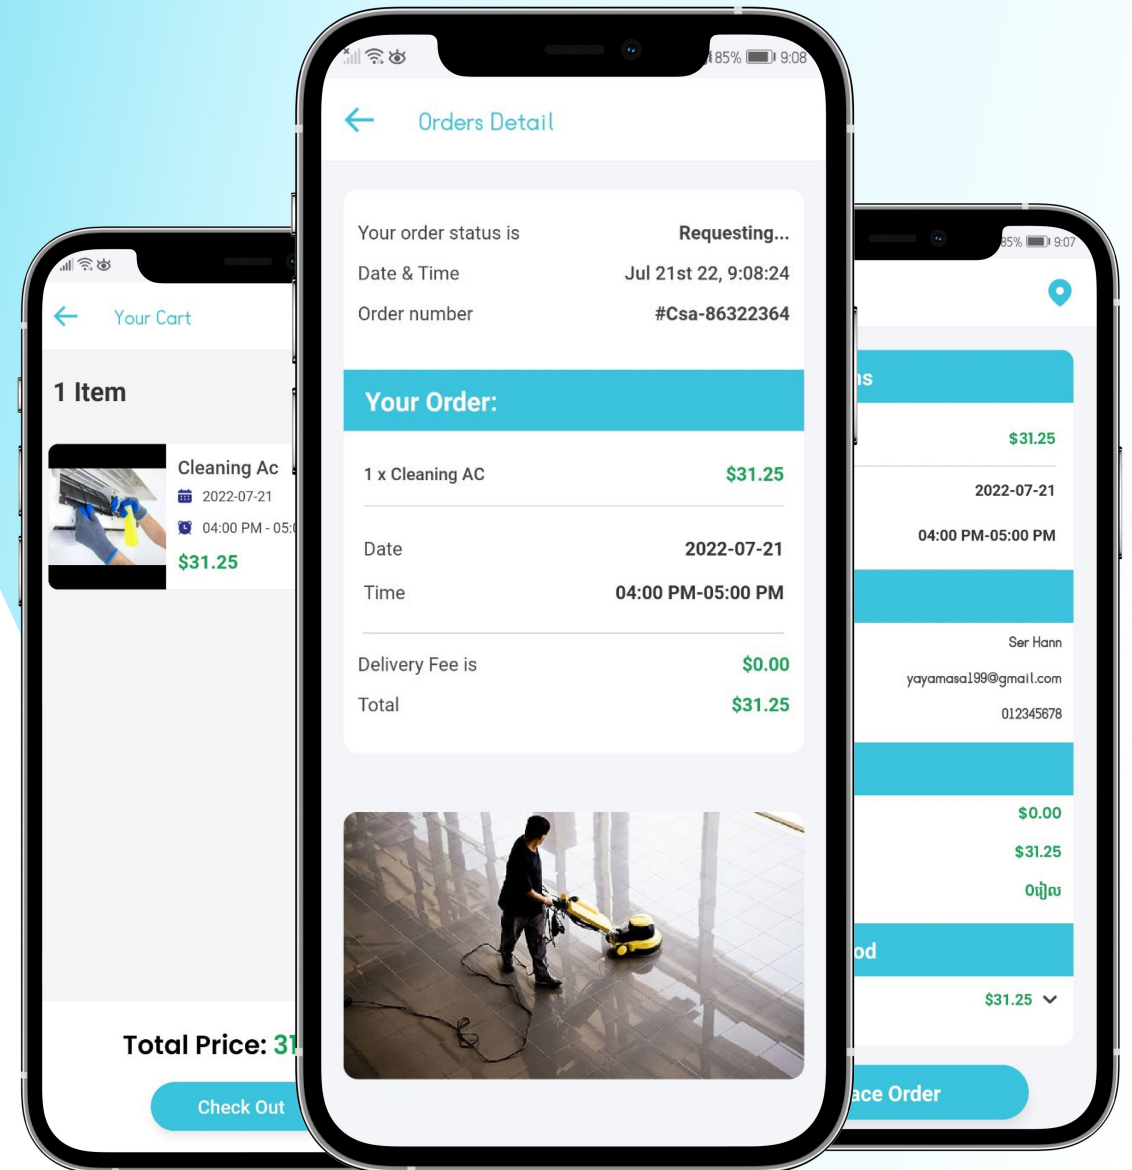 9:08
85%
Orders Detail
Your order status is Requesting...
Date & Time Jul 21st 22, 9:08:24
Order number #Csa-86322364
Your Order:
1 x Cleaning AC $31.25
Date 2022-07-21
Time 04:00 PM-05:00 PM
Delivery Fee is $0.00
Total $31.25
Your Cart
1 Item
Cleaning Ac
2022-07-21
04:00 PM - 05:0
$31.25
Total Price: 31
Check Out
85% 9:07
ns
$31.25
2022-07-21
04:00 PM-05:00 PM
Ser Hann
yayamasa199@gmail.com
012345678
$0.00
$31.25
0រៀល
od
$31.25
ace Order